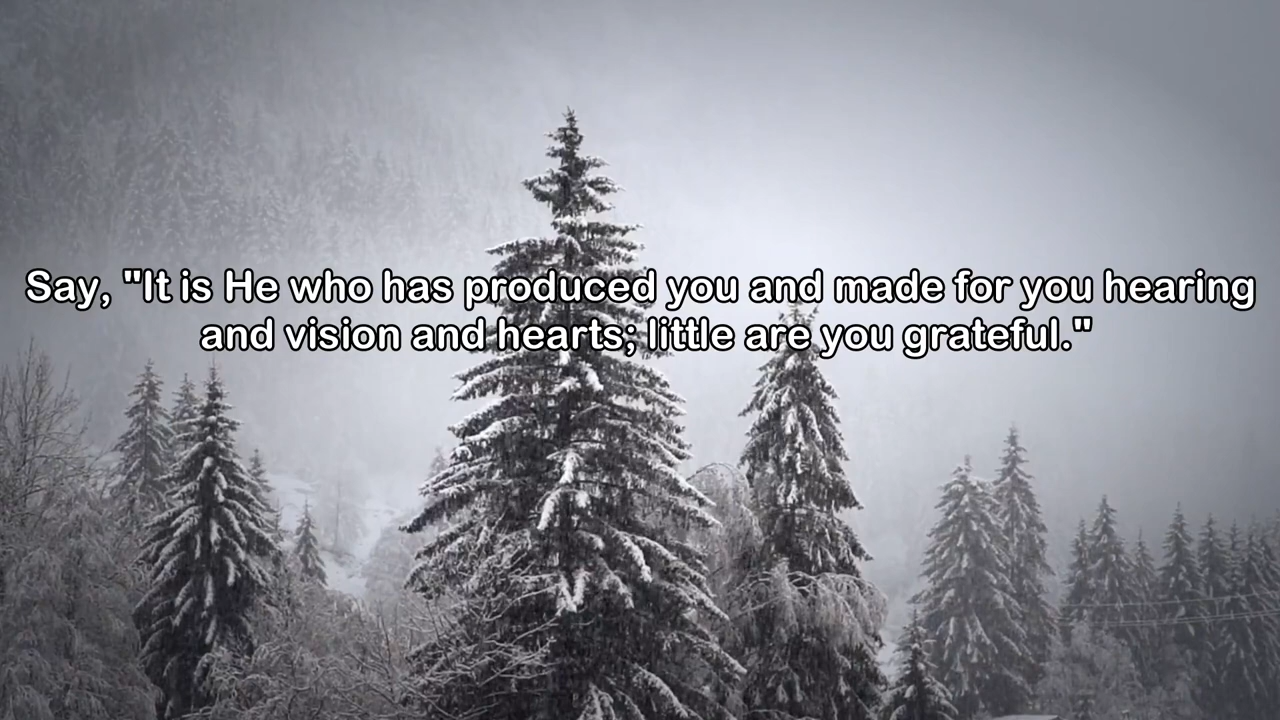 Say, "It is He who has produced you and made for you hearing
and vision and hearts; little are you grateful."